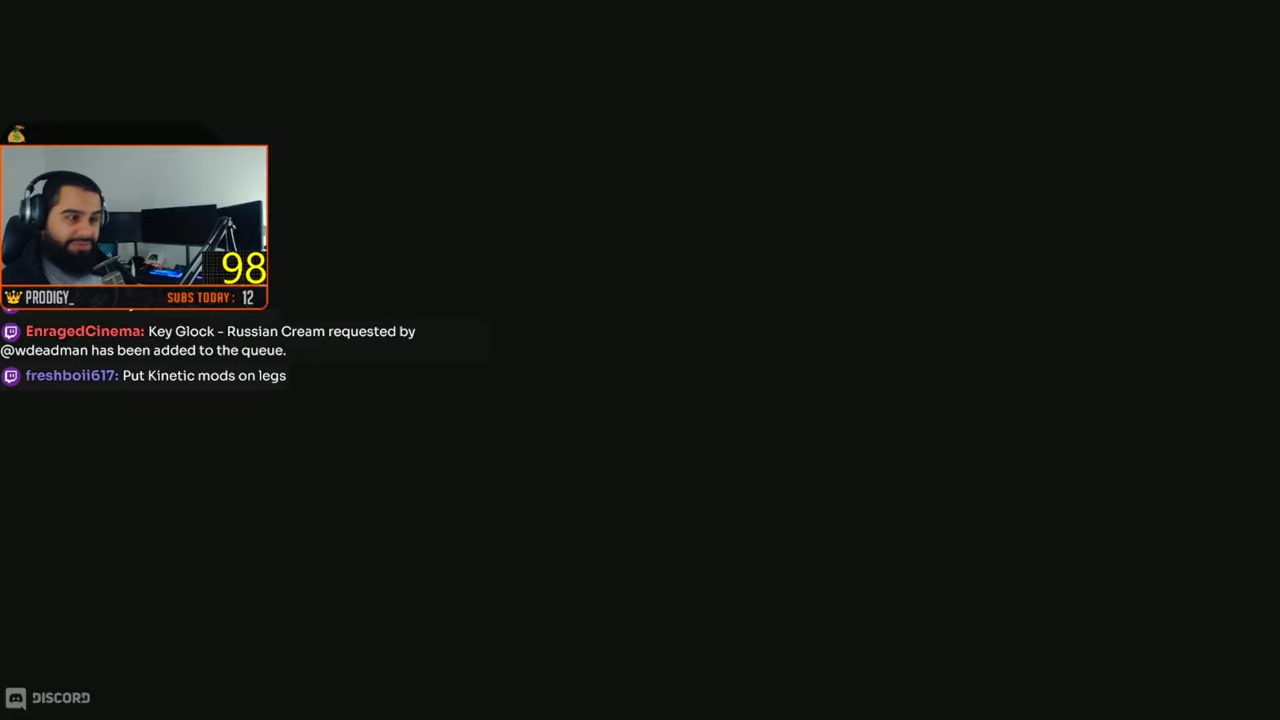 98
PRODIGY_ SUBS TODAY: 12
EnragedCinema: Key Glock - Russian Cream requested by
@wdeadman has been added to the queue.
freshboii617: Put Kinetic mods on legs
DISCORD